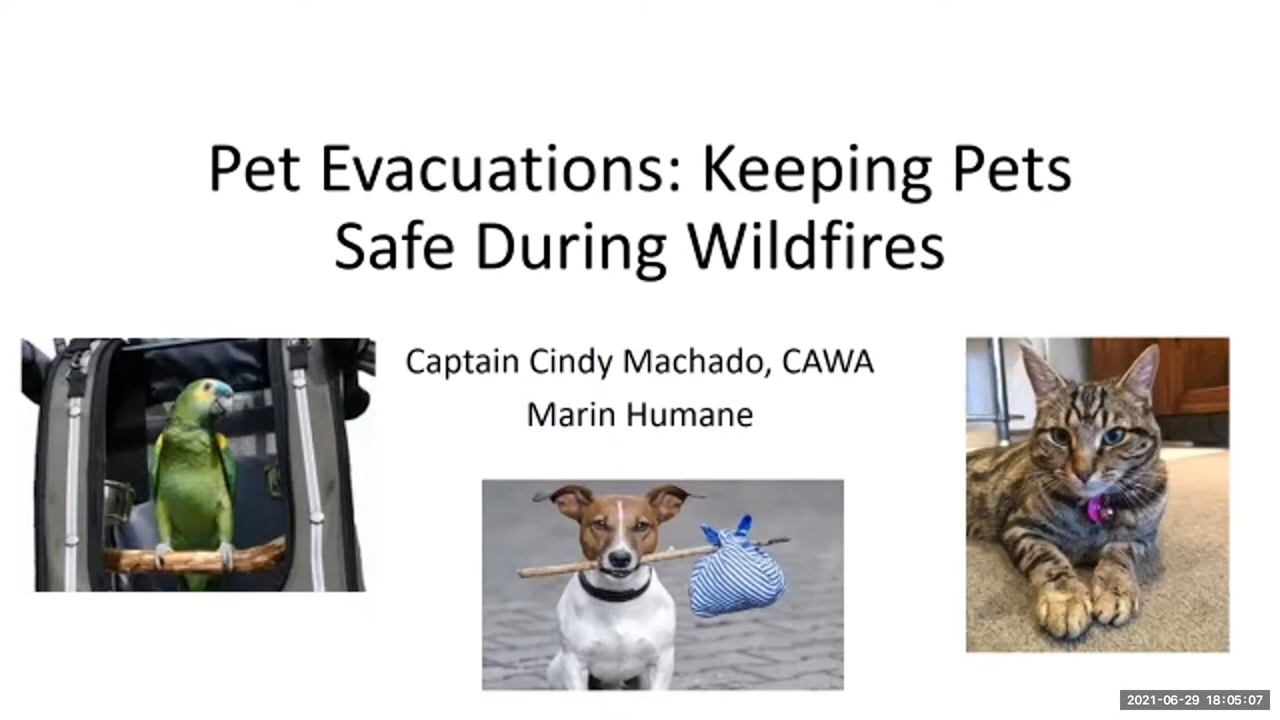 Pet Evacuations: Keeping Pets
Safe During Wildfires
Captain Cindy Machado, CAWA
Marin Humane
2021-06-29 18:05:07